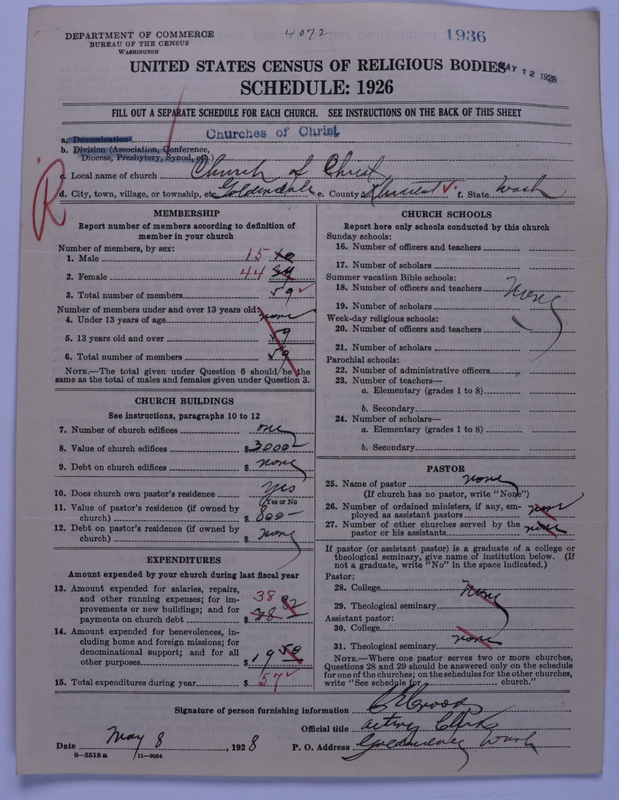 DEPARTMENT OF COMMERCE
BUREAU OF THE CENSUS
WASHINGTON
4072
1936
MAY 12 1928
UNITED STATES CENSUS OF RELIGIOUS BODIES
SCHEDULE: 1926
FILL OUT A SEPARATE SCHEDULE FOR EACH CHURCH. SEE INSTRUCTIONS ON THE BACK OF THIS SHEET
a. Denomination Churches of Christ
b. Division (Association, Conference, Diocese, Presbytery, Synod, etc.)
c. Local name of church Church of Christ
d. City, town, village, or township, etc. Goldendale e. County f. State Wash
R
MEMBERSHIP
Report number of members according to definition of member in your church
Number of members, by sex:
1. Male 15
2. Female 44
3. Total number of members 59
Number of members under and over 13 years old:
4. Under 13 years of age none
5. 13 years old and over 59
6. Total number of members 59
NOTE.—The total given under Question 6 should be the same as the total of males and females given under Question 3.
CHURCH BUILDINGS
See instructions, paragraphs 10 to 12
7. Number of church edifices one
8. Value of church edifices $ 3000
9. Debt on church edifices $ none
10. Does church own pastor's residence yes
(Yes or No)
11. Value of pastor's residence (if owned by church) $ 800
12. Debt on pastor's residence (if owned by church) $ none
EXPENDITURES
Amount expended by your church during last fiscal year
13. Amount expended for salaries, repairs, and other running expenses; for improvements or new buildings; and for payments on church debt $ 38
14. Amount expended for benevolences, including home and foreign missions; for denominational support; and for all other purposes $ 19 50
15. Total expenditures during year $ 57
CHURCH SCHOOLS
Report here only schools conducted by this church
Sunday schools:
16. Number of officers and teachers
17. Number of scholars
Summer vacation Bible schools:
18. Number of officers and teachers None
19. Number of scholars
Week-day religious schools:
20. Number of officers and teachers
21. Number of scholars
Parochial schools:
22. Number of administrative officers
23. Number of teachers—
a. Elementary (grades 1 to 8)
b. Secondary
24. Number of scholars—
a. Elementary (grades 1 to 8)
b. Secondary
PASTOR
25. Name of pastor none
(If church has no pastor, write "None")
26. Number of ordained ministers, if any, employed as assistant pastors none
27. Number of other churches served by the pastor or his assistants none
If pastor (or assistant pastor) is a graduate of a college or theological seminary, give name of institution below. (If not a graduate, write "No" in the space indicated.)
Pastor:
28. College None
29. Theological seminary
Assistant pastor:
30. College none
31. Theological seminary
NOTE.—Where one pastor serves two or more churches, Questions 28 and 29 should be answered only on the schedule for one of the churches; on the schedules for the other churches, write "See schedule for church."
Signature of person furnishing information
Official title acting Clerk
Date May 8, 1928 P. O. Address Goldendale Wash
8—5518a 11—9054